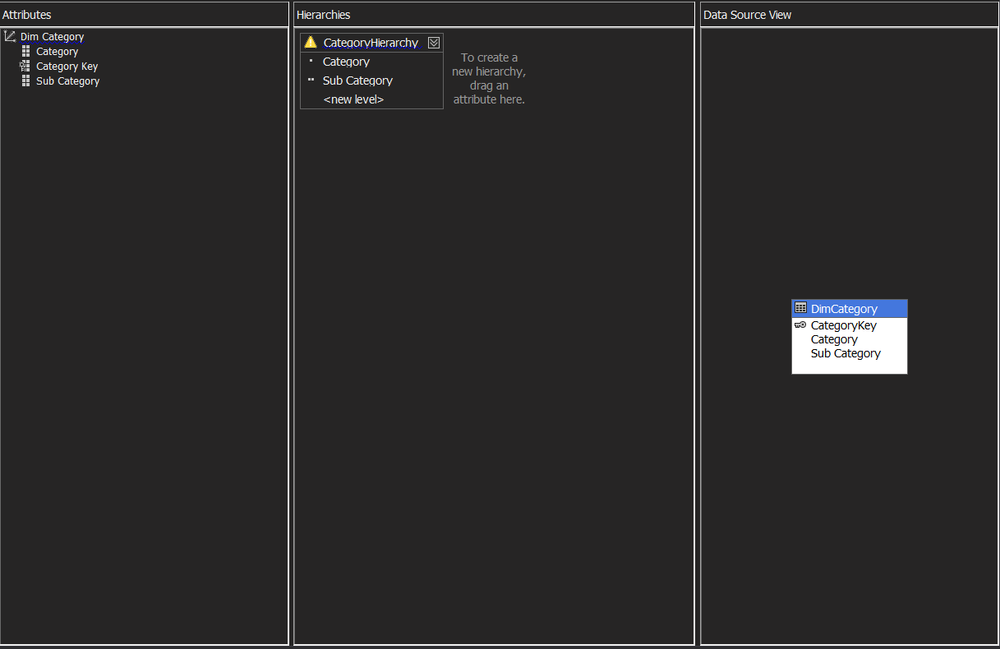 Attributes
Dim Category
Category
Category Key
Sub Category
Hierarchies
CategoryHierarchy
Category
Sub Category
<new level>
To create a
new hierarchy,
drag an
attribute here.
Data Source View
DimCategory
CategoryKey
Category
Sub Category